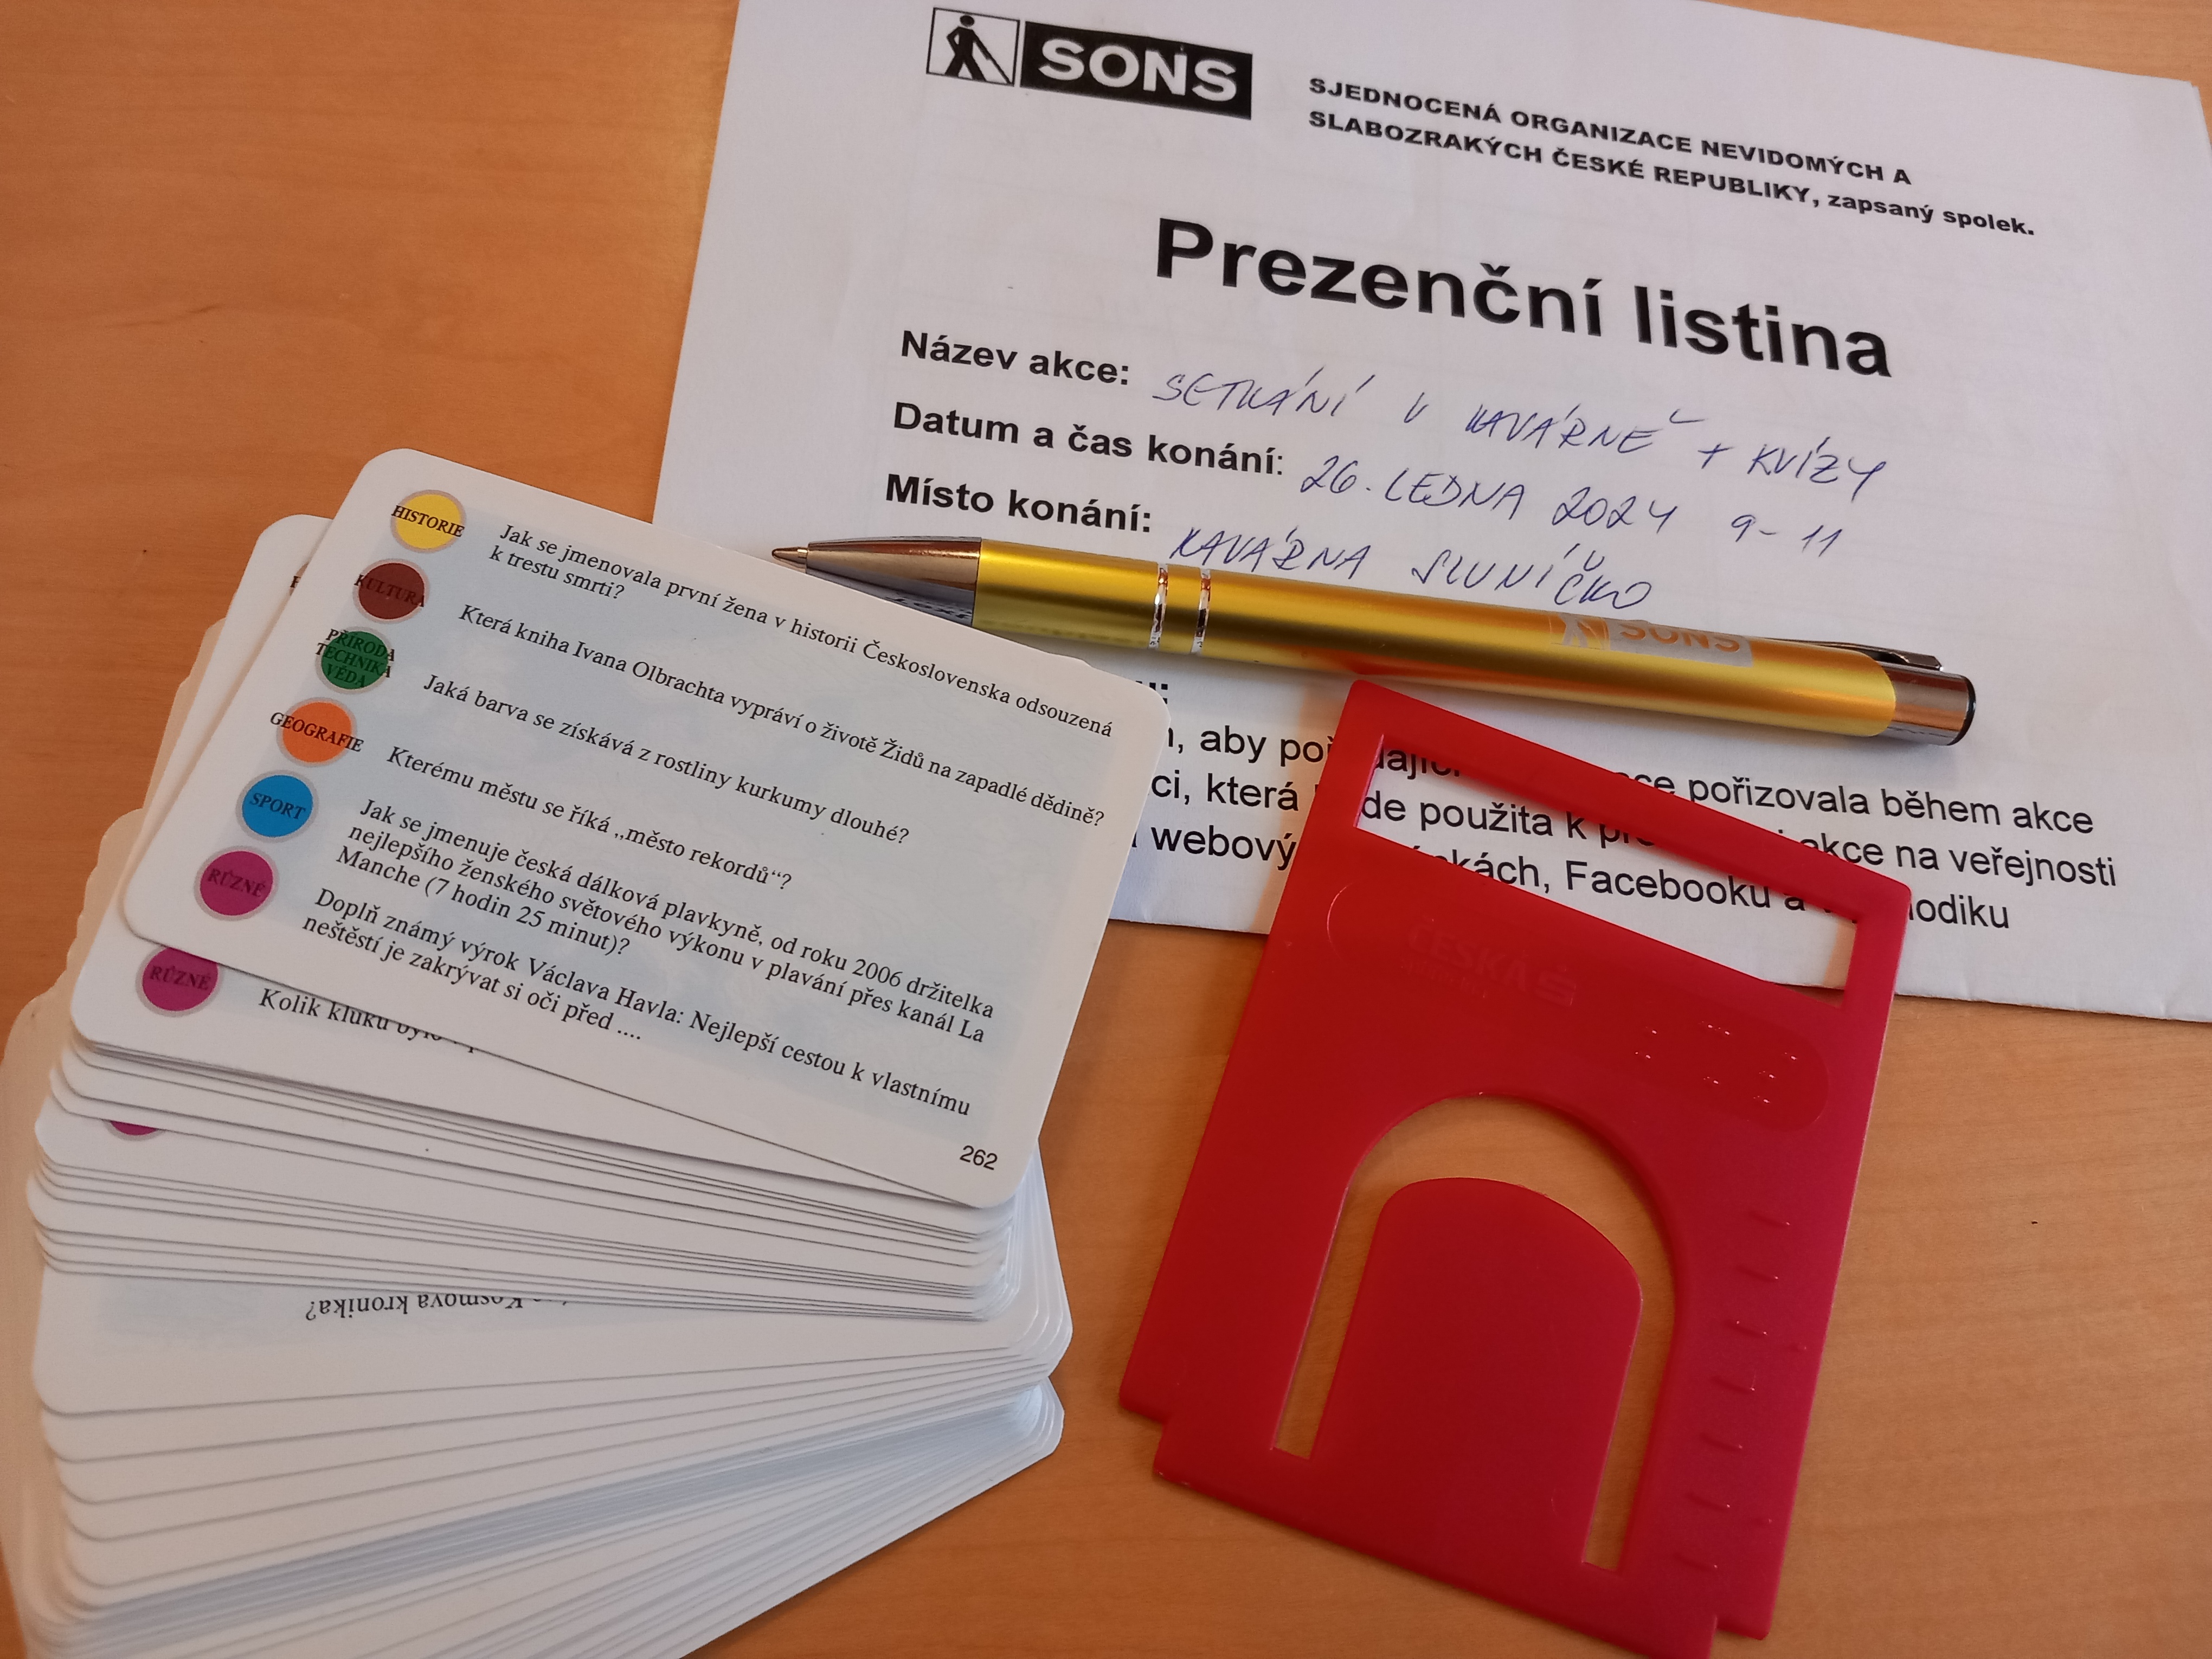 SONS
SJEDNOCENÁ ORGANIZACE NEVIDOMÝCH A
SLABOZRAKÝCH ČESKÉ REPUBLIKY, zapsaný spolek.
Prezenční listina
Název akce: SETKÁNÍ V KAVÁRNĚ + KVÍZY
Datum a čas konání: 26. LEDNA 2024 9-11
Místo konání: KAVÁRNA SLUNÍČKO
SONS
, aby
pořizovala během akce
ci, která
použita k
akce na veřejnosti
webový
kách, Facebooku a
HISTORIE
Jak se jmenovala první žena v historii Československa odsouzená
k trestu smrti?
KULTURA
Která kniha Ivana Olbrachta vypráví o životě Židů na zapadlé dědině?
PŘÍRODA
TECHNIKA
VĚDA
Jaká barva se získává z rostliny kurkumy dlouhé?
GEOGRAFIE
Kterému městu se říká „město rekordů“?
SPORT
Jak se jmenuje česká dálková plavkyně, od roku 2006 držitelka
nejlepšího ženského světového výkonu v plavání přes kanál La
Manche (7 hodin 25 minut)?
RŮZNÉ
Doplň známý výrok Václava Havla: Nejlepší cestou k vlastnímu
neštěstí je zakrývat si oči před ....
262
RŮZNÉ
Kolik kluků
Kosmova kronika?